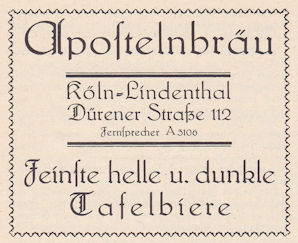 Apostelnbräu
Köln-Lindenthal
Dürener Straße 112
Fernsprecher A 5106
Feinste helle u. dunkle
Tafelbiere